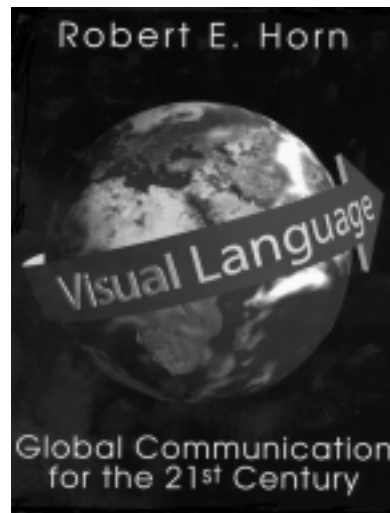 Robert E. Horn
Visual Language
Global Communication
for the 21st Century